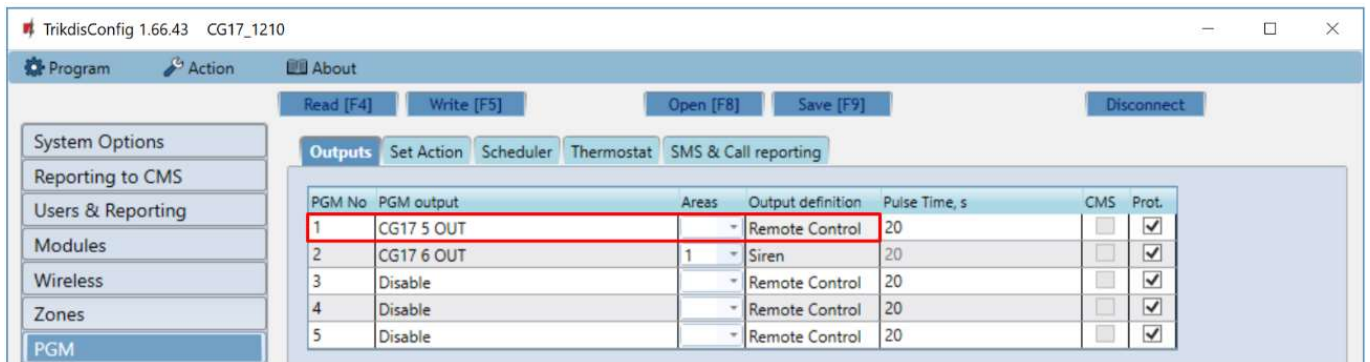 TrikdisConfig 1.66.43 CG17_1210
Program Action About
Read [F4] Write [F5] Open [F8] Save [F9] Disconnect
System Options
Reporting to CMS
Users & Reporting
Modules
Wireless
Zones
PGM
Outputs Set Action Scheduler Thermostat SMS & Call reporting
PGM No PGM output Areas Output definition Pulse Time, s CMS Prot.
1 CG17 5 OUT Remote Control 20
2 CG17 6 OUT 1 Siren 20
3 Disable Remote Control 20
4 Disable Remote Control 20
5 Disable Remote Control 20